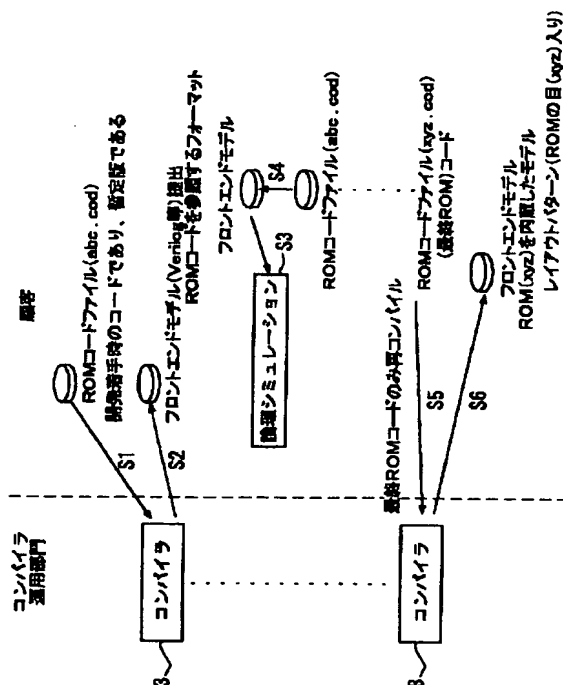 コンパイラ
運用部門
顧客
ROMコードファイル(abc.cod)
開発着手時のコードであり、暫定版である
S1
S2
フロントエンドモデル(Verilog等)提出
ROMコードを参照するフォーマット
コンパイラ
3
フロントエンドモデル
S4
S3
論理シミュレーション
ROMコードファイル(abc.cod)
最終ROMコードのみ再コンパイル
ROMコードファイル(xyz.cod)
(最終ROM)コード
S5
S6
コンパイラ
3
フロントエンドモデル
ROM(xyz)を内蔵したモデル
レイアウトパターン(ROMの目(xyz)入り)